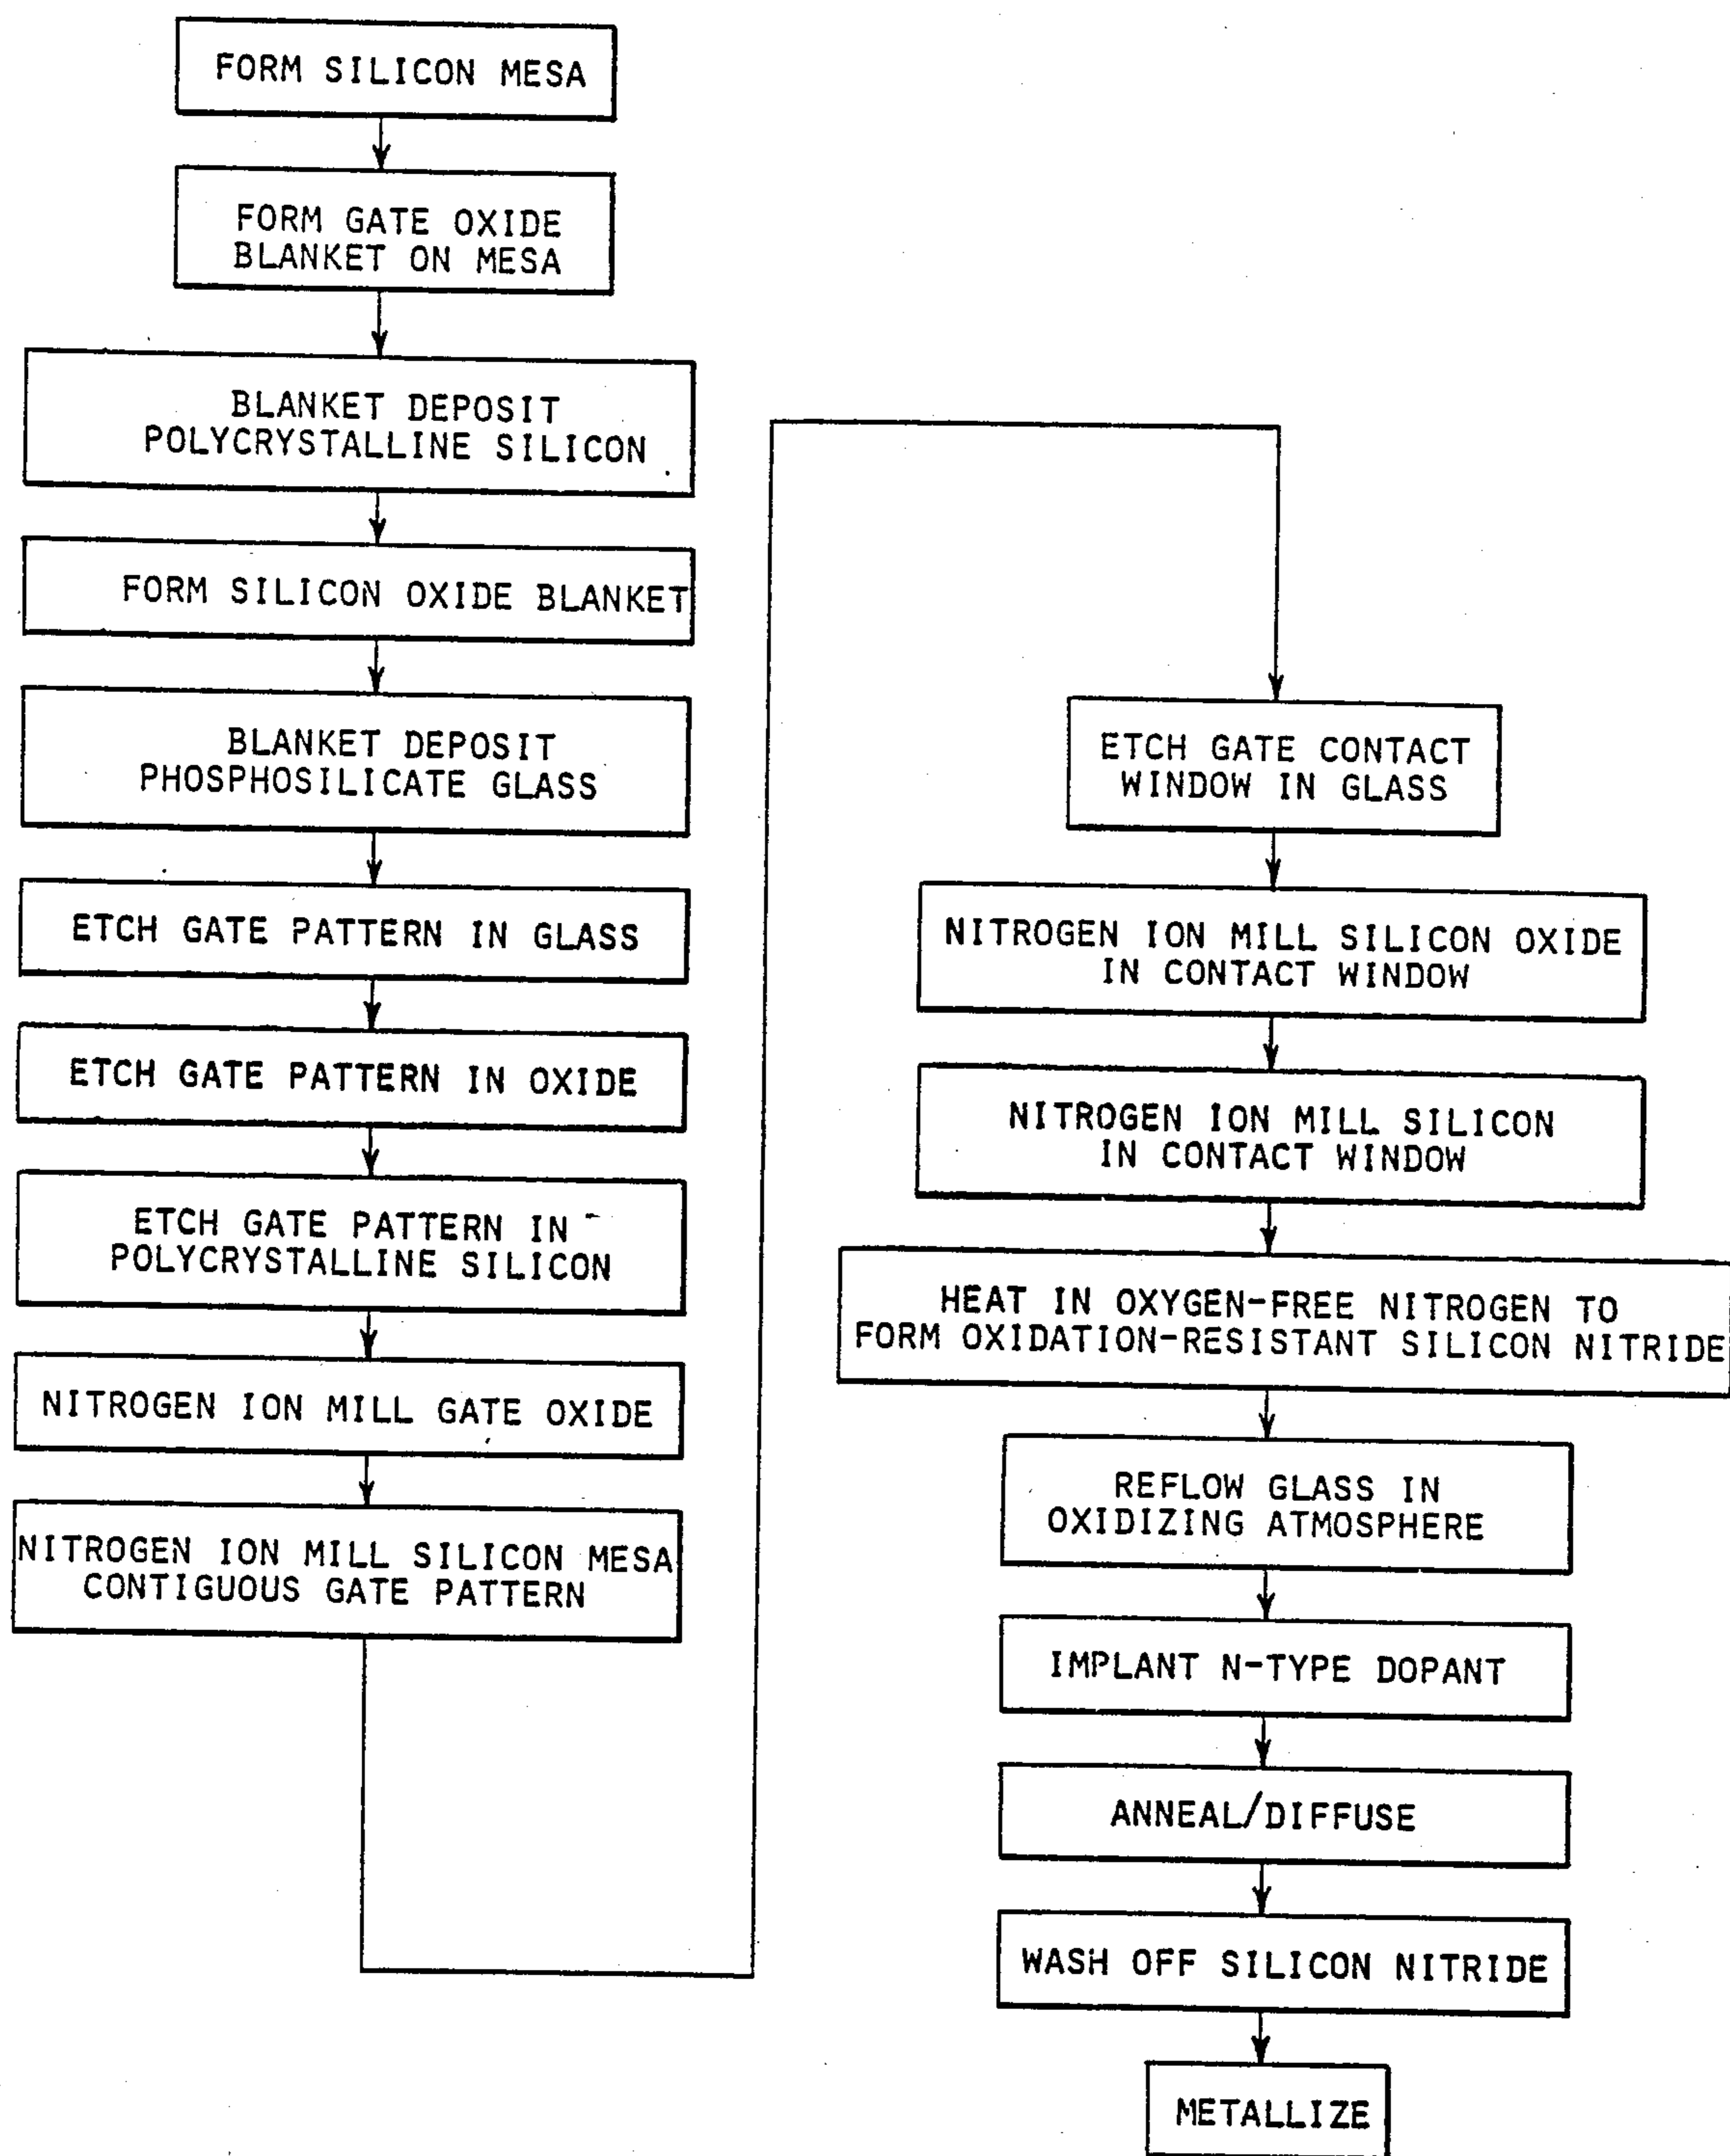 FORM SILICON MESA
FORM GATE OXIDE
BLANKET ON MESA
BLANKET DEPOSIT
POLYCRYSTALLINE SILICON
FORM SILICON OXIDE BLANKET
BLANKET DEPOSIT
PHOSPHOSILICATE GLASS
ETCH GATE PATTERN IN GLASS
ETCH GATE PATTERN IN OXIDE
ETCH GATE PATTERN IN
POLYCRYSTALLINE SILICON
NITROGEN ION MILL GATE OXIDE
NITROGEN ION MILL SILICON MESA
CONTIGUOUS GATE PATTERN
ETCH GATE CONTACT
WINDOW IN GLASS
NITROGEN ION MILL SILICON OXIDE
IN CONTACT WINDOW
NITROGEN ION MILL SILICON
IN CONTACT WINDOW
HEAT IN OXYGEN-FREE NITROGEN TO
FORM OXIDATION-RESISTANT SILICON NITRIDE
REFLOW GLASS IN
OXIDIZING ATMOSPHERE
IMPLANT N-TYPE DOPANT
ANNEAL/DIFFUSE
WASH OFF SILICON NITRIDE
METALLIZE